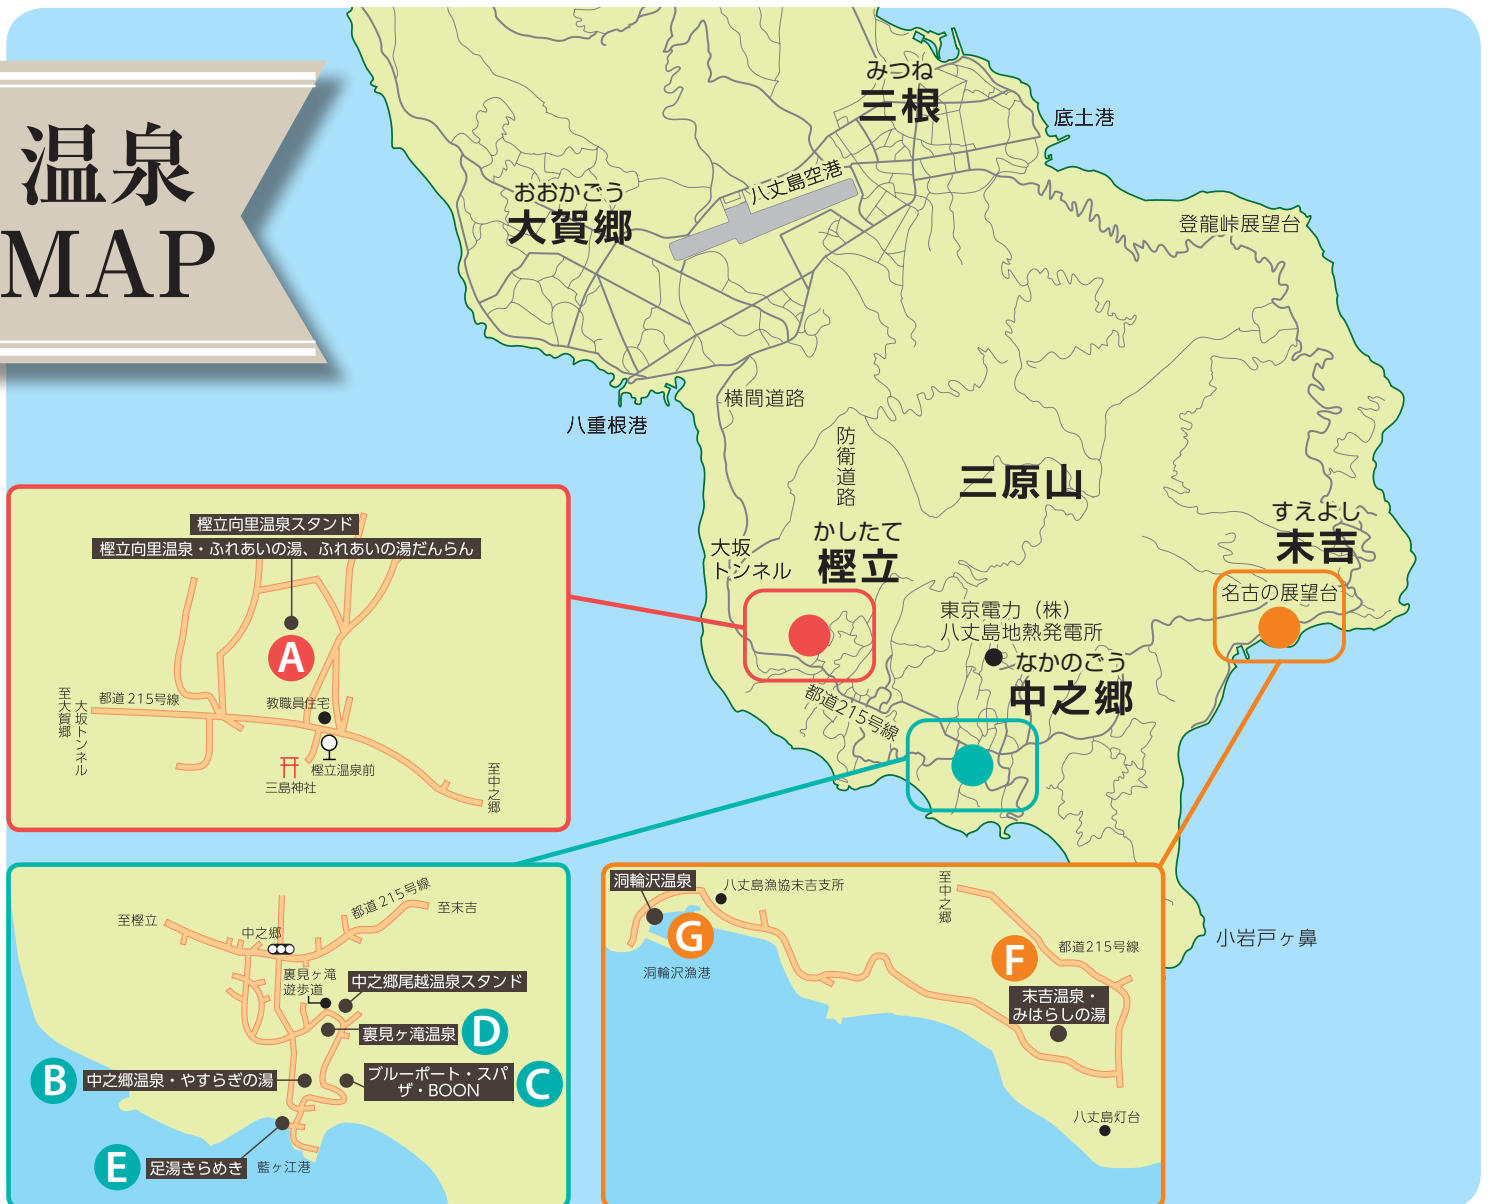 温泉
MAP
みつね
三根
底土港
八丈島空港
おおかごう
大賀郷
登龍峠展望台
横間道路
八重根港
防衛道路
三原山
すえよし
末吉
かしたて
樫立
大坂
トンネル
名古の展望台
東京電力（株）
八丈島地熱発電所
なかのごう
中之郷
都道215号線
小岩戸ヶ鼻
樫立向里温泉スタンド
樫立向里温泉・ふれあいの湯、ふれあいの湯だんらん
A
至大賀郷
大坂トンネル
都道215号線
教職員住宅
樫立温泉前
三島神社
至中之郷
都道215号線
至末吉
至樫立
中之郷
裏見ヶ滝
遊歩道
中之郷尾越温泉スタンド
裏見ヶ滝温泉
D
B
中之郷温泉・やすらぎの湯
ブルーポート・スパ
ザ・BOON
C
E
足湯きらめき
藍ヶ江港
洞輪沢温泉
八丈島漁協末吉支所
G
洞輪沢漁港
至中之郷
都道215号線
F
末吉温泉・
みはらしの湯
八丈島灯台